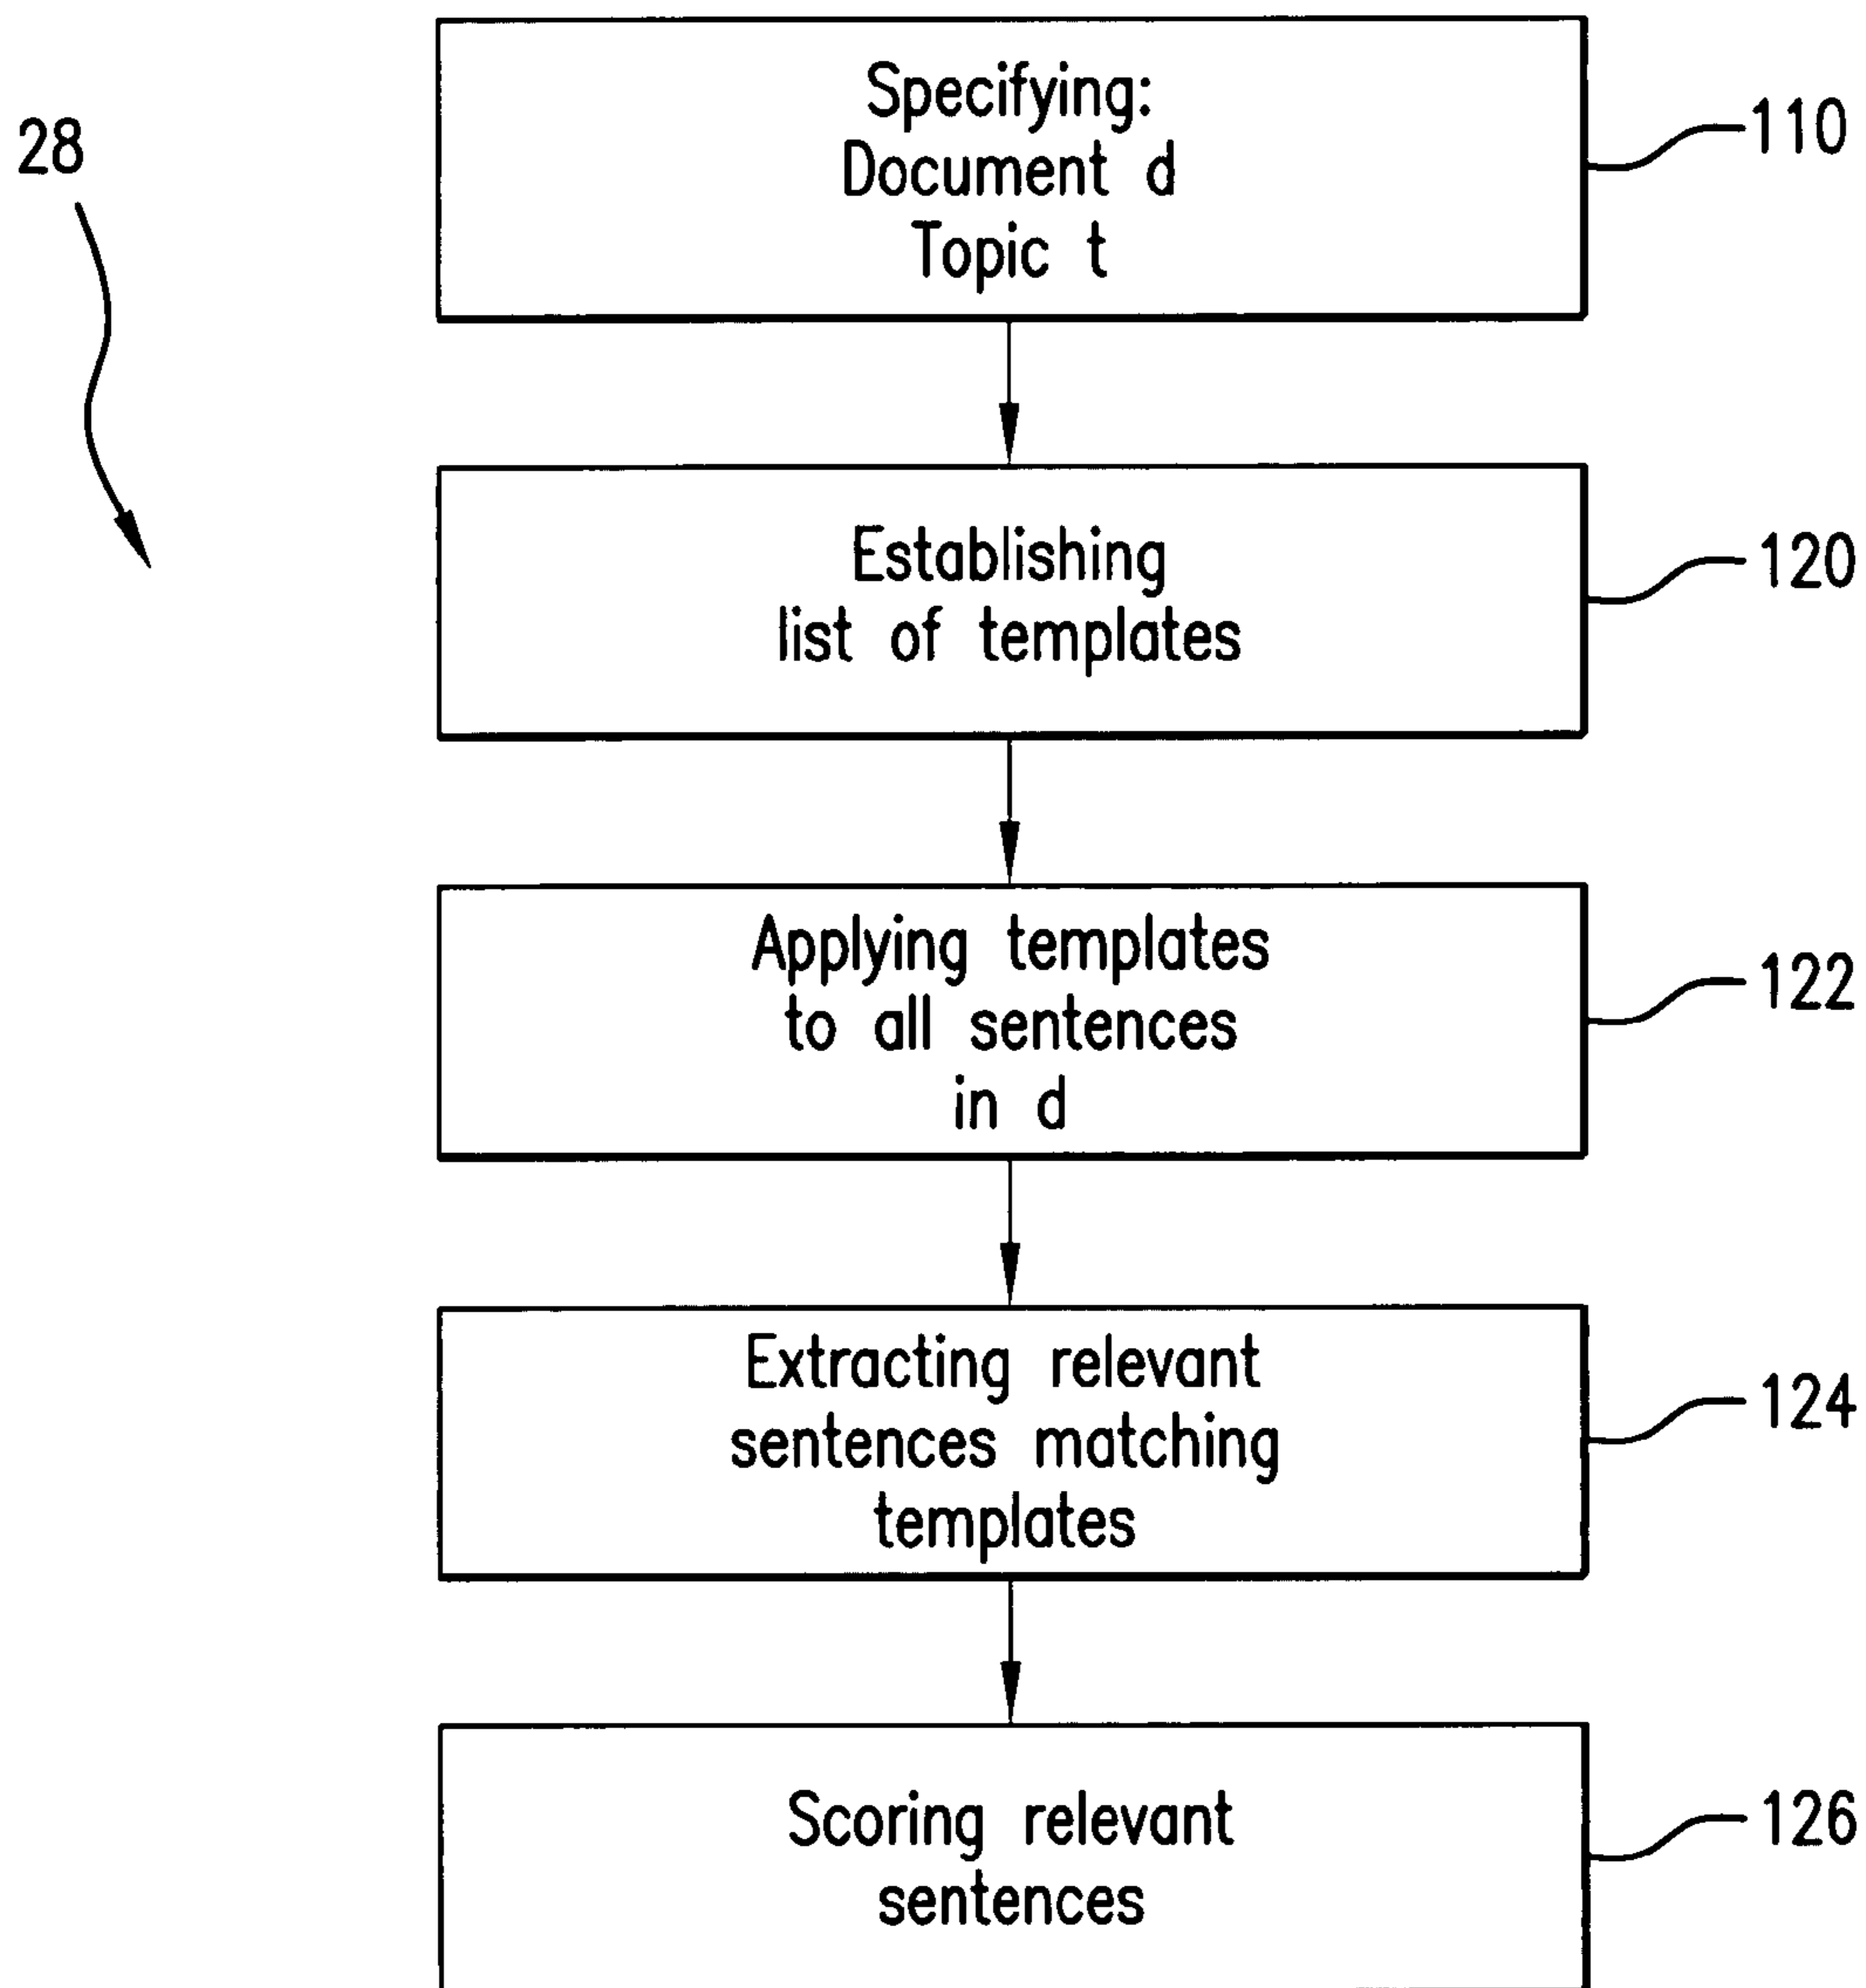 28
Specifying:
Document d
Topic t
110
Establishing
list of templates
120
Applying templates
to all sentences
in d
122
Extracting relevant
sentences matching
templates
124
Scoring relevant
sentences
126